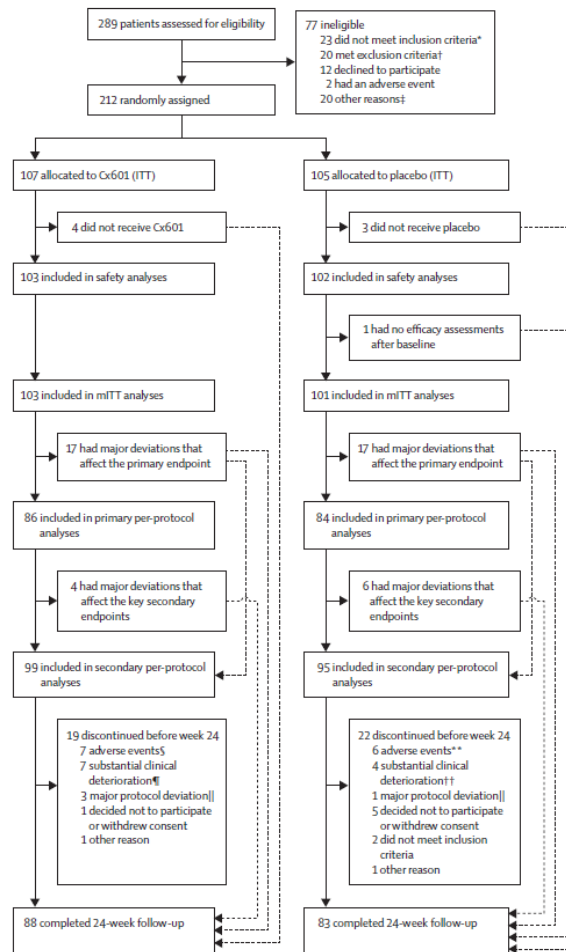 289 patients assessed for eligibility
77 ineligible
23 did not meet inclusion criteria*
20 met exclusion criteria†
12 declined to participate
2 had an adverse event
20 other reasons‡
212 randomly assigned
107 allocated to Cx601 (ITT)
105 allocated to placebo (ITT)
4 did not receive Cx601
3 did not receive placebo
103 included in safety analyses
102 included in safety analyses
1 had no efficacy assessments
after baseline
103 included in mITT analyses
101 included in mITT analyses
17 had major deviations that
affect the primary endpoint
17 had major deviations that
affect the primary endpoint
86 included in primary per-protocol
analyses
84 included in primary per-protocol
analyses
4 had major deviations that
affect the key secondary
endpoints
6 had major deviations that
affect the key secondary
endpoints
99 included in secondary per-protocol
analyses
95 included in secondary per-protocol
analyses
19 discontinued before week 24
7 adverse events§
7 substantial clinical
deterioration¶
3 major protocol deviation||
1 decided not to participate
or withdrew consent
1 other reason
22 discontinued before week 24
6 adverse events**
4 substantial clinical
deterioration††
1 major protocol deviation||
5 decided not to participate
or withdrew consent
2 did not meet inclusion
criteria
1 other reason
88 completed 24-week follow-up
83 completed 24-week follow-up